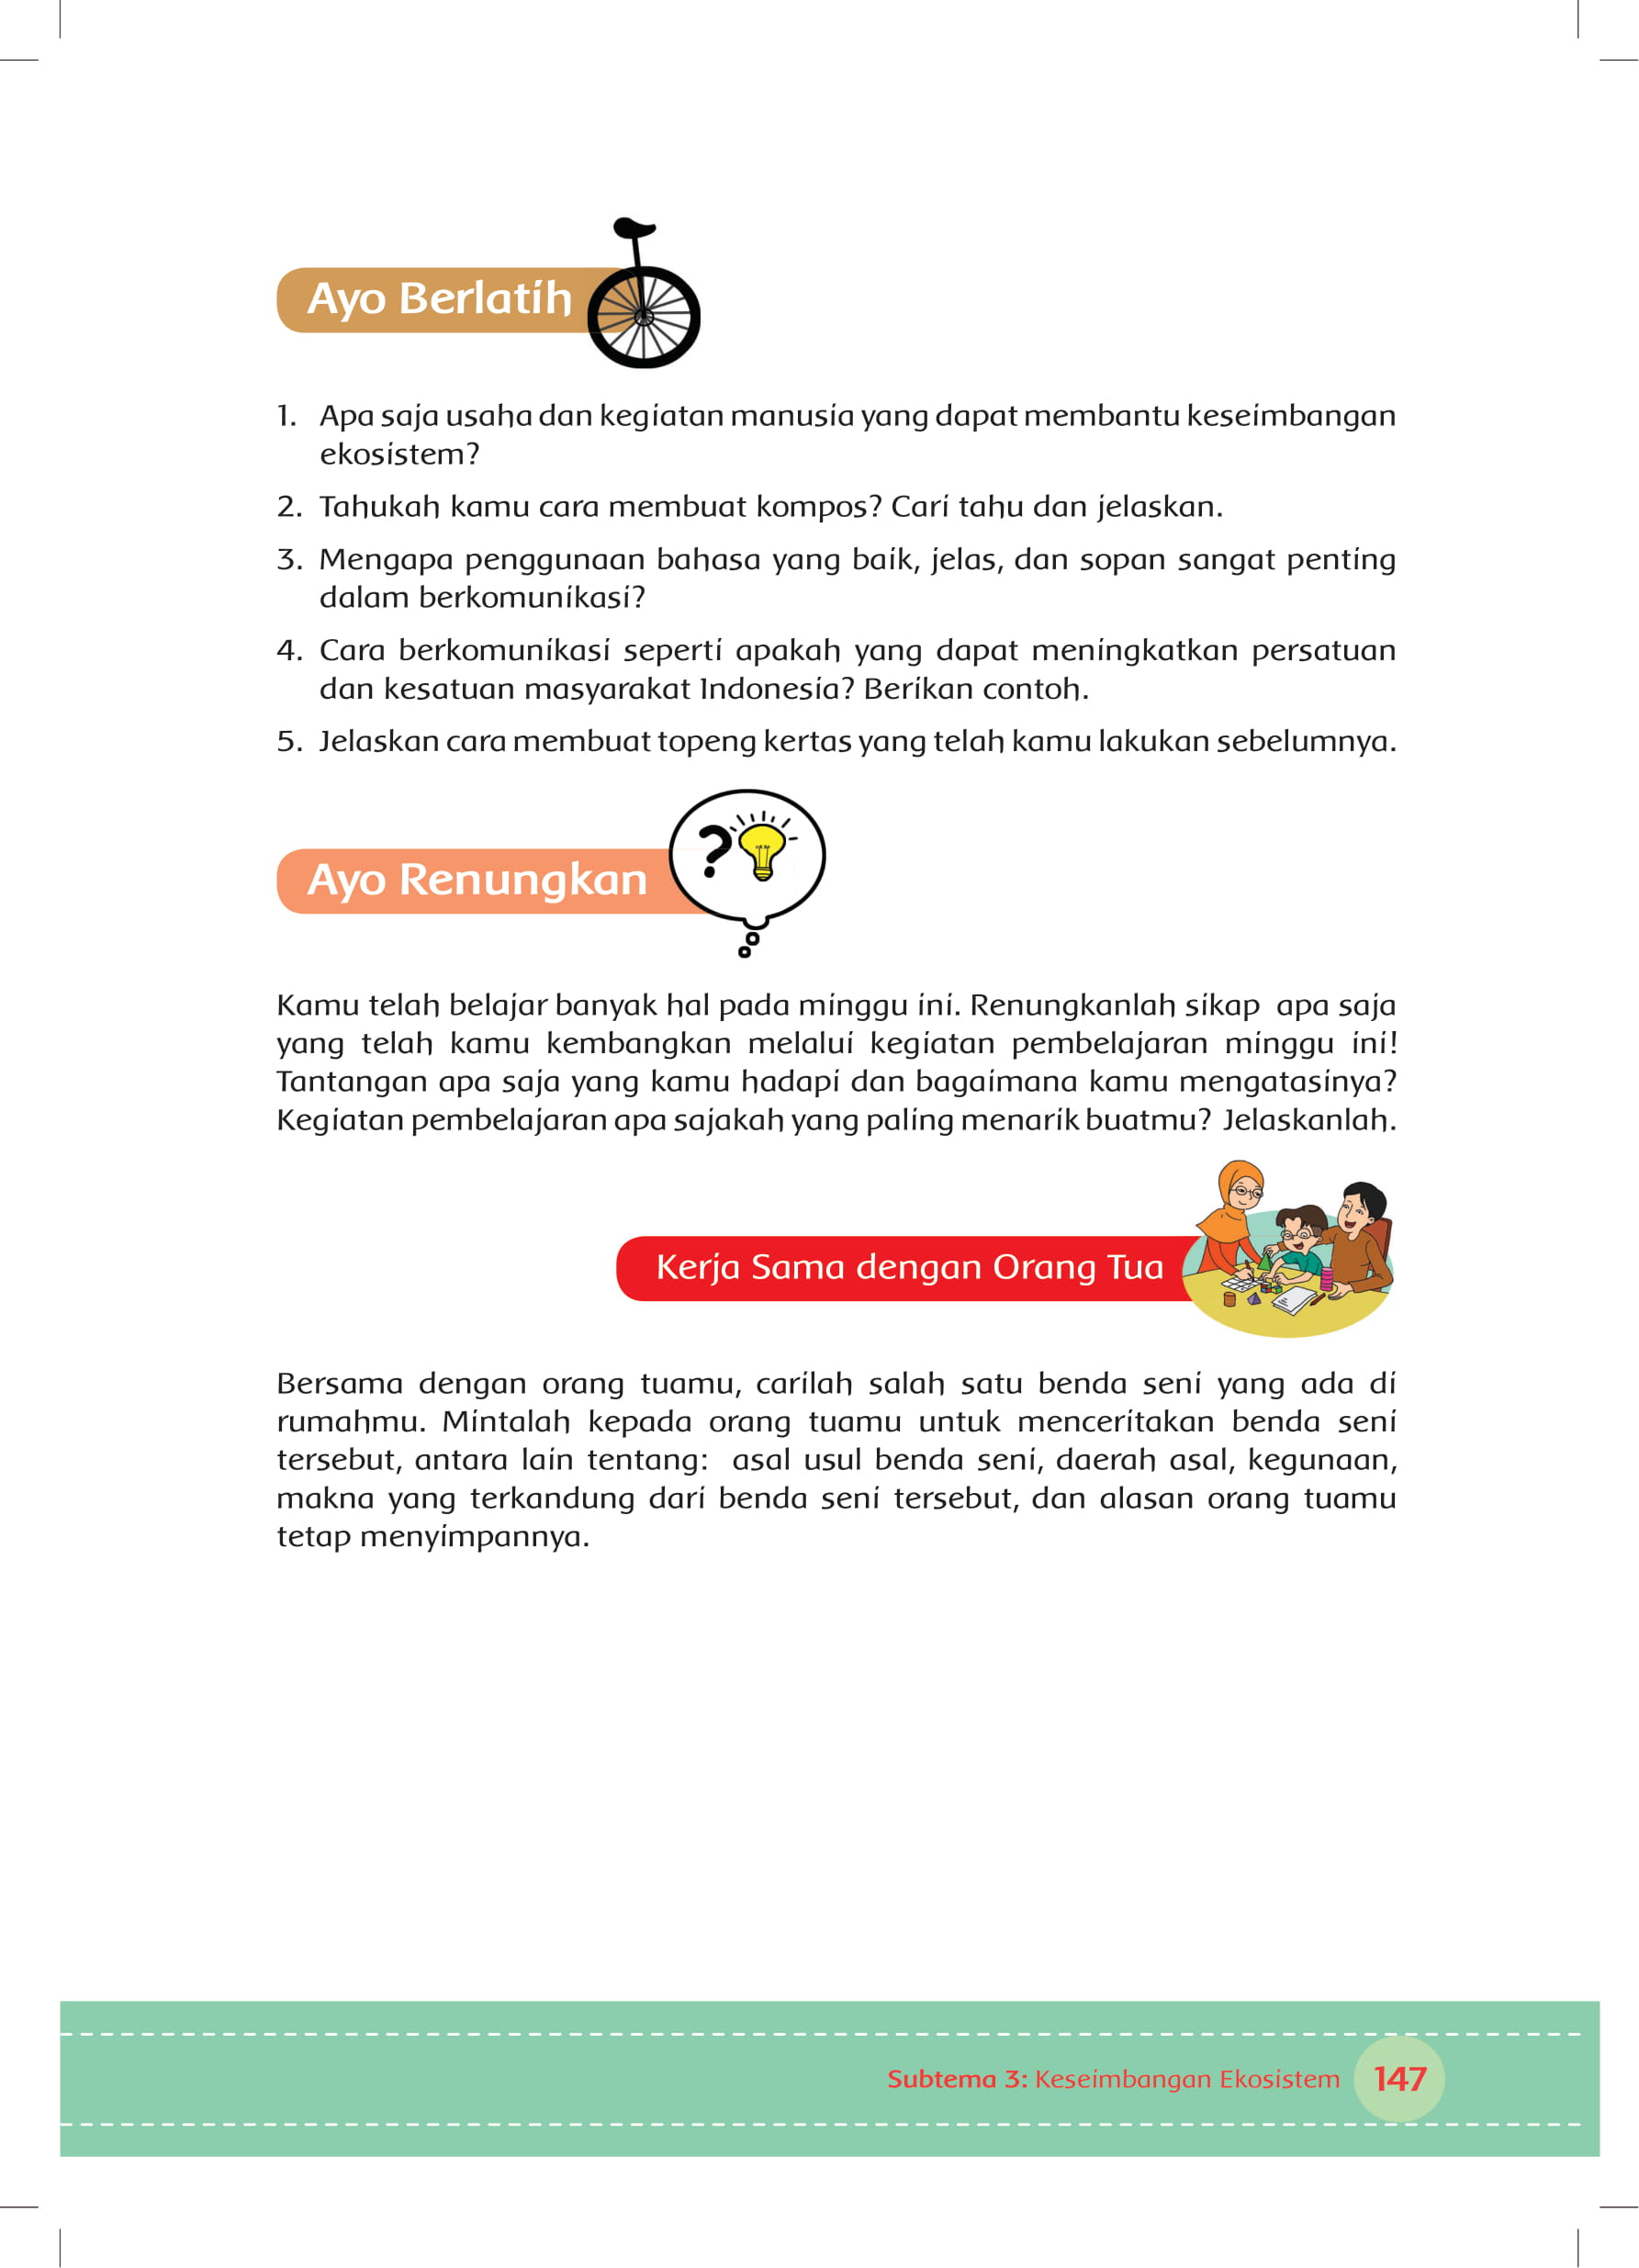 Ayo Berlatih
1. Apa saja usaha dan kegiatan manusia yang dapat membantu keseimbangan
ekosistem?
2. Tahukah kamu cara membuat kompos? Cari tahu dan jelaskan.
3. Mengapa penggunaan bahasa yang baik, jelas, dan sopan sangat penting
dalam berkomunikasi?
4. Cara berkomunikasi seperti apakah yang dapat meningkatkan persatuan
dan kesatuan masyarakat Indonesia? Berikan contoh.
5. Jelaskan cara membuat topeng kertas yang telah kamu lakukan sebelumnya.
?
Ayo Renungkan
Kamu telah belajar banyak hal pada minggu ini. Renungkanlah sikap apa saja
yang telah kamu kembangkan melalui kegiatan pembelajaran minggu ini!
Tantangan apa saja yang kamu hadapi dan bagaimana kamu mengatasinya?
Kegiatan pembelajaran apa sajakah yang paling menarik buatmu? Jelaskanlah.
Kerja Sama dengan Orang Tua
Bersama dengan orang tuamu, carilah salah satu benda seni yang ada di
rumahmu. Mintalah kepada orang tuamu untuk menceritakan benda seni
tersebut, antara lain tentang: asal usul benda seni, daerah asal, kegunaan,
makna yang terkandung dari benda seni tersebut, dan alasan orang tuamu
tetap menyimpannya.
Subtema 3: Keseimbangan Ekosistem 147